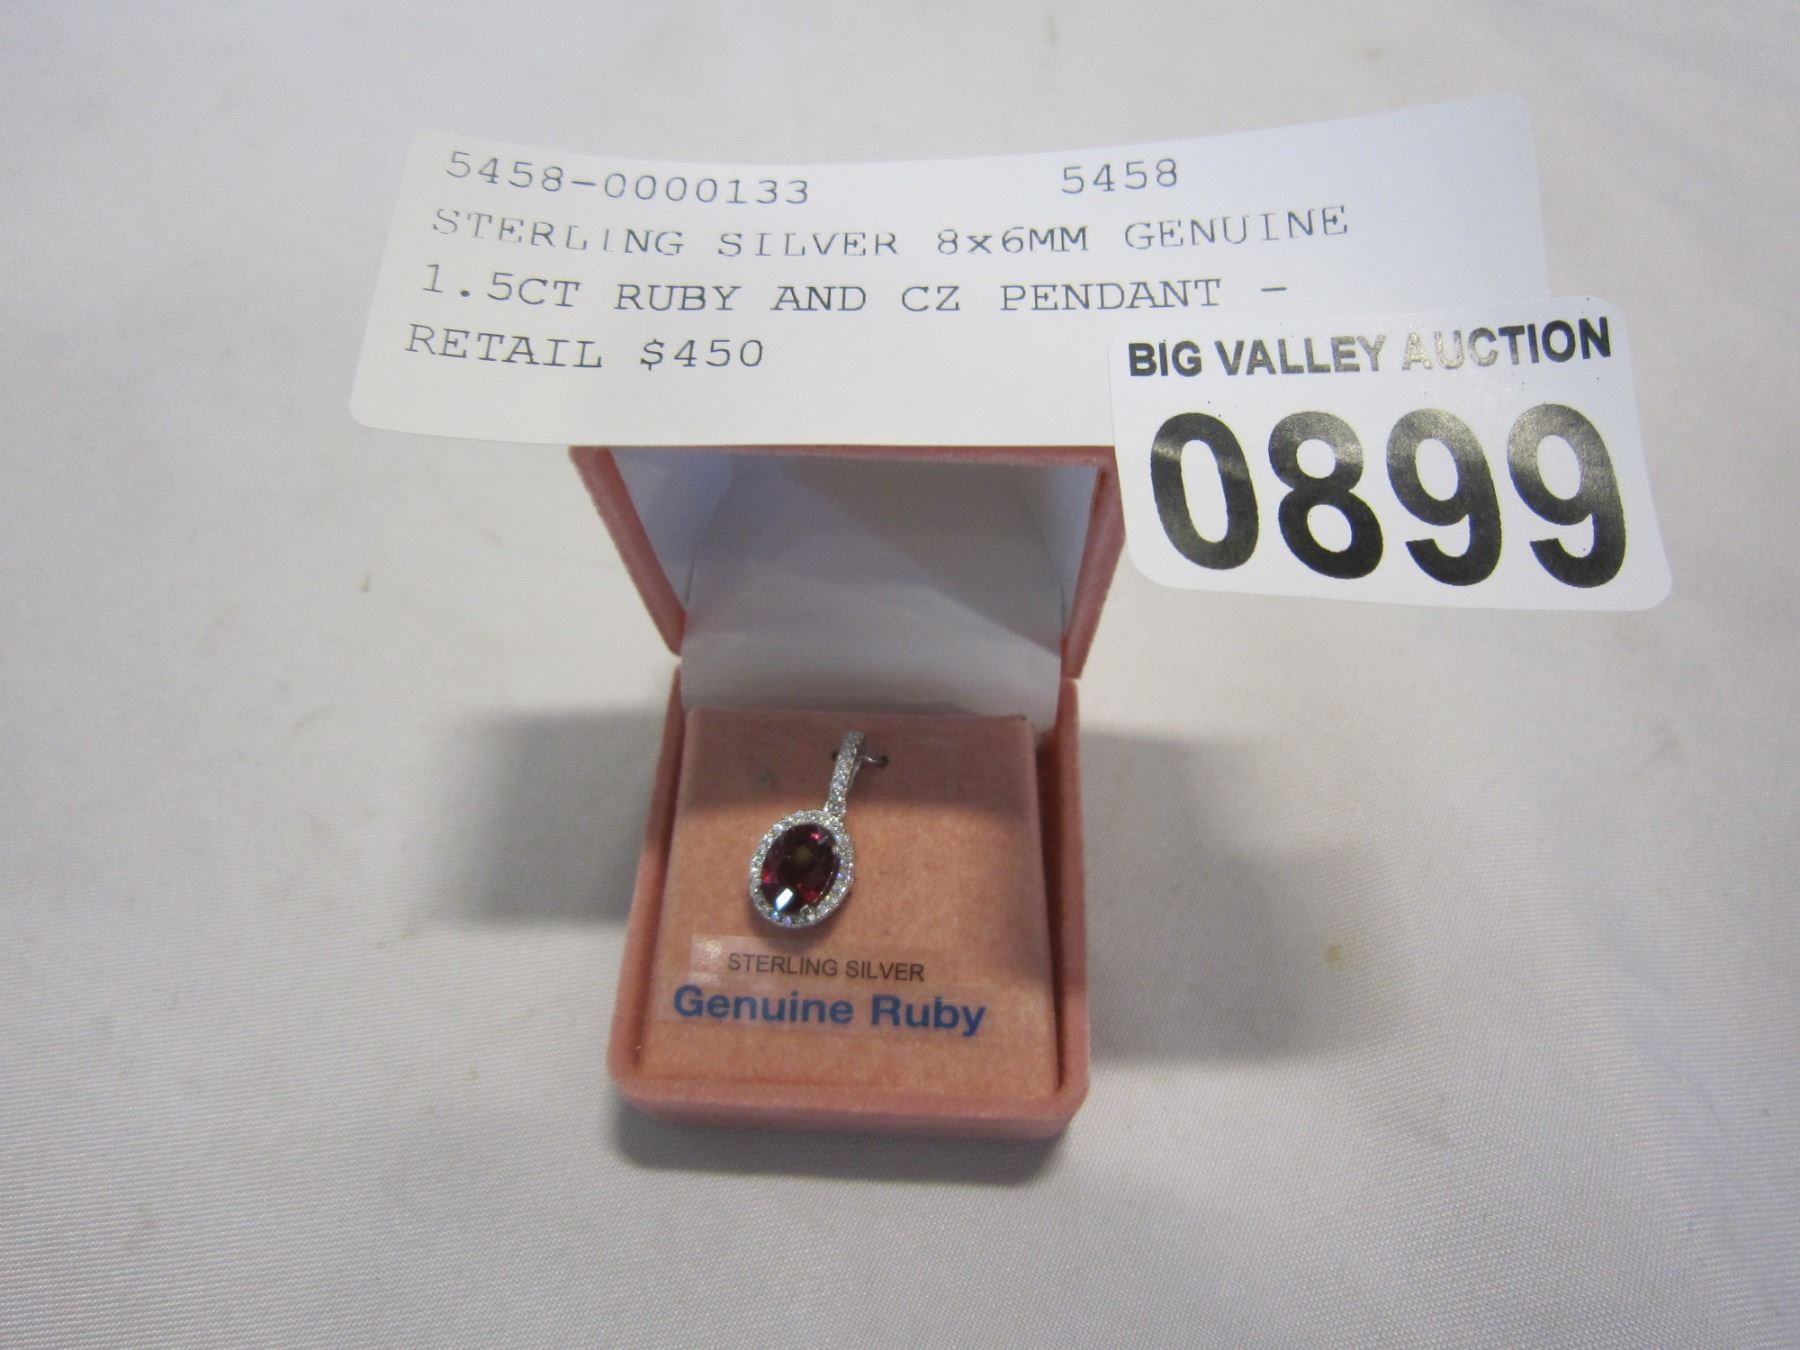 5458-0000133 5458
STERLING SILVER 8x6MM GENUINE
1.5CT RUBY AND CZ PENDANT -
RETAIL $450
BIG VALLEY AUCTION
0899
STERLING SILVER
Genuine Ruby